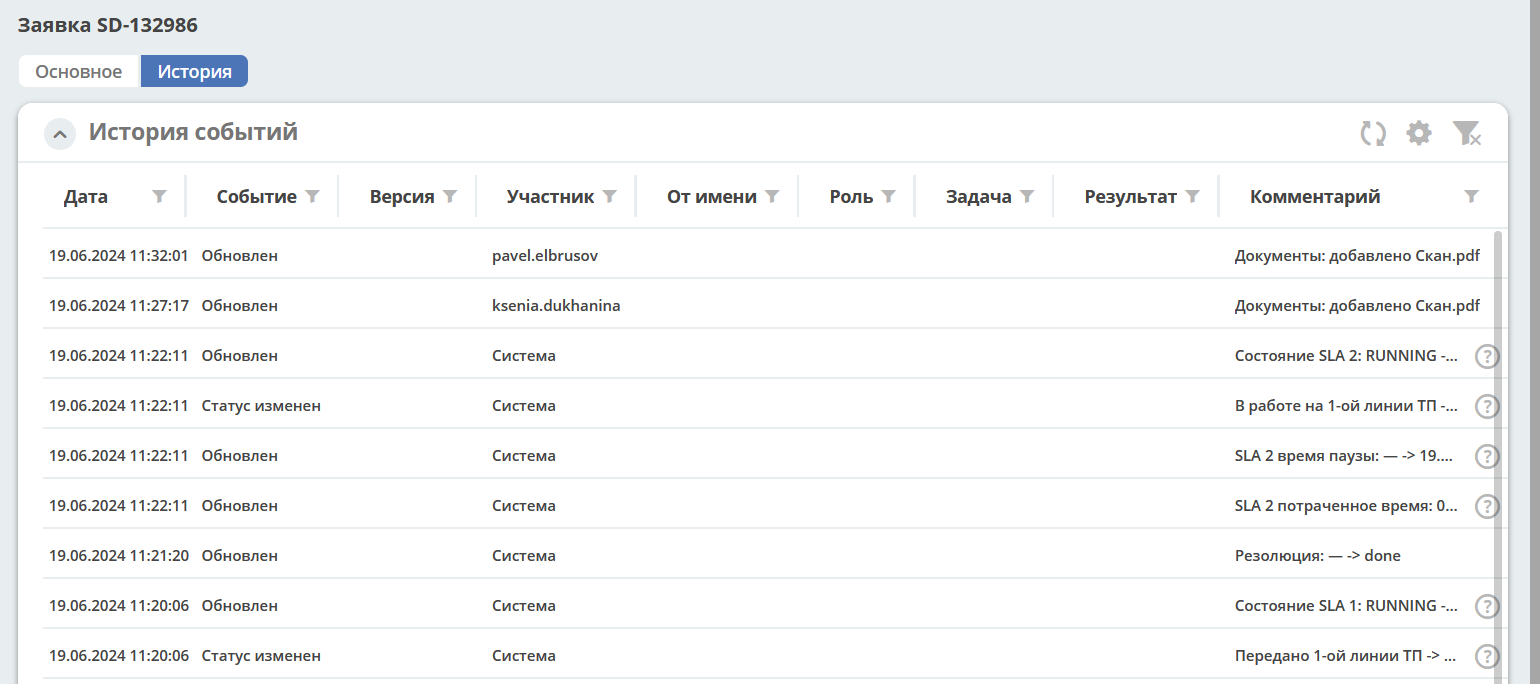 Заявка SD-132986
Основное История
История событий
Дата Событие Версия Участник От имени Роль Задача Результат Комментарий
19.06.2024 11:32:01 Обновлен pavel.elbrusov Документы: добавлено Скан.pdf
19.06.2024 11:27:17 Обновлен ksenia.dukhanina Документы: добавлено Скан.pdf
19.06.2024 11:22:11 Обновлен Система Состояние SLA 2: RUNNING -... ?
19.06.2024 11:22:11 Статус изменен Система В работе на 1-ой линии ТП -... ?
19.06.2024 11:22:11 Обновлен Система SLA 2 время паузы: — -> 19.... ?
19.06.2024 11:22:11 Обновлен Система SLA 2 потраченное время: 0... ?
19.06.2024 11:21:20 Обновлен Система Резолюция: — -> done
19.06.2024 11:20:06 Обновлен Система Состояние SLA 1: RUNNING -... ?
19.06.2024 11:20:06 Статус изменен Система Передано 1-ой линии ТП -> ... ?